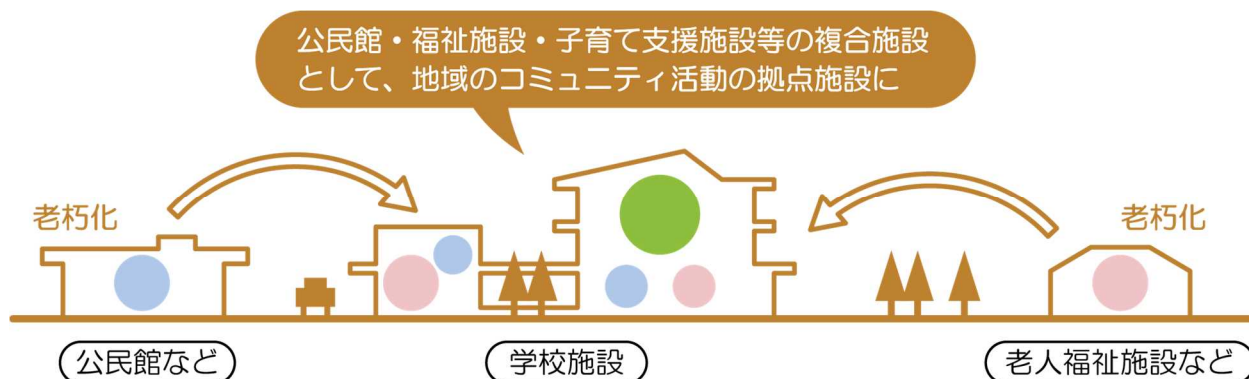 公民館・福祉施設・子育て支援施設等の複合施設
として、地域のコミュニティ活動の拠点施設に
老朽化
老朽化
公民館など
学校施設
老人福祉施設など